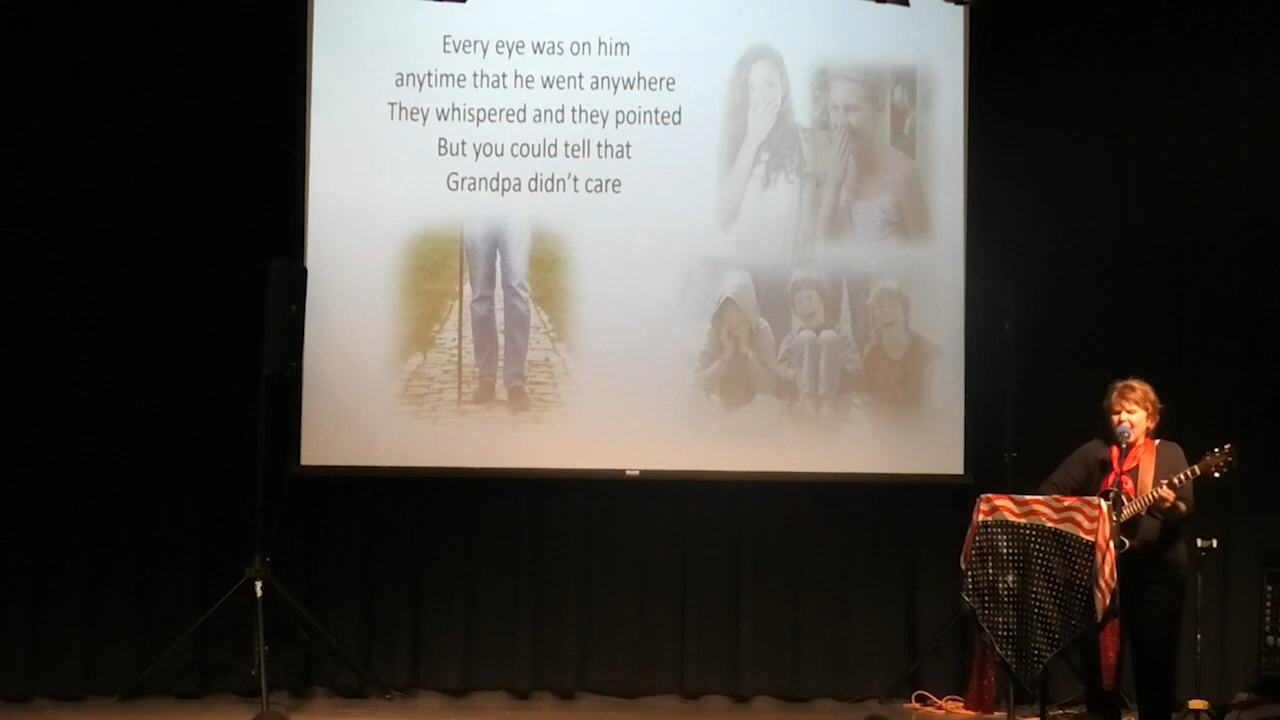 Every eye was on him
anytime that he went anywhere
They whispered and they pointed
But you could tell that
Grandpa didn't care